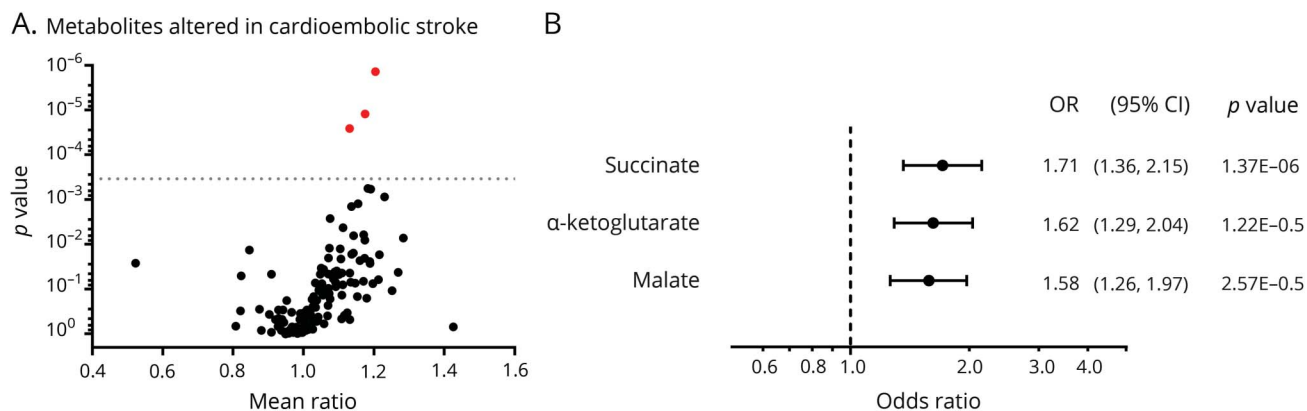 A. Metabolites altered in cardioembolic stroke
10⁻⁶
10⁻⁵
10⁻⁴
10⁻³
10⁻²
10⁻¹
10⁰
p value
0.4 0.6 0.8 1.0 1.2 1.4 1.6
Mean ratio
B
OR (95% CI) p value
Succinate 1.71 (1.36, 2.15) 1.37E–06
α-ketoglutarate 1.62 (1.29, 2.04) 1.22E–0.5
Malate 1.58 (1.26, 1.97) 2.57E–0.5
0.6 0.8 1.0 2.0 3.0 4.0
Odds ratio